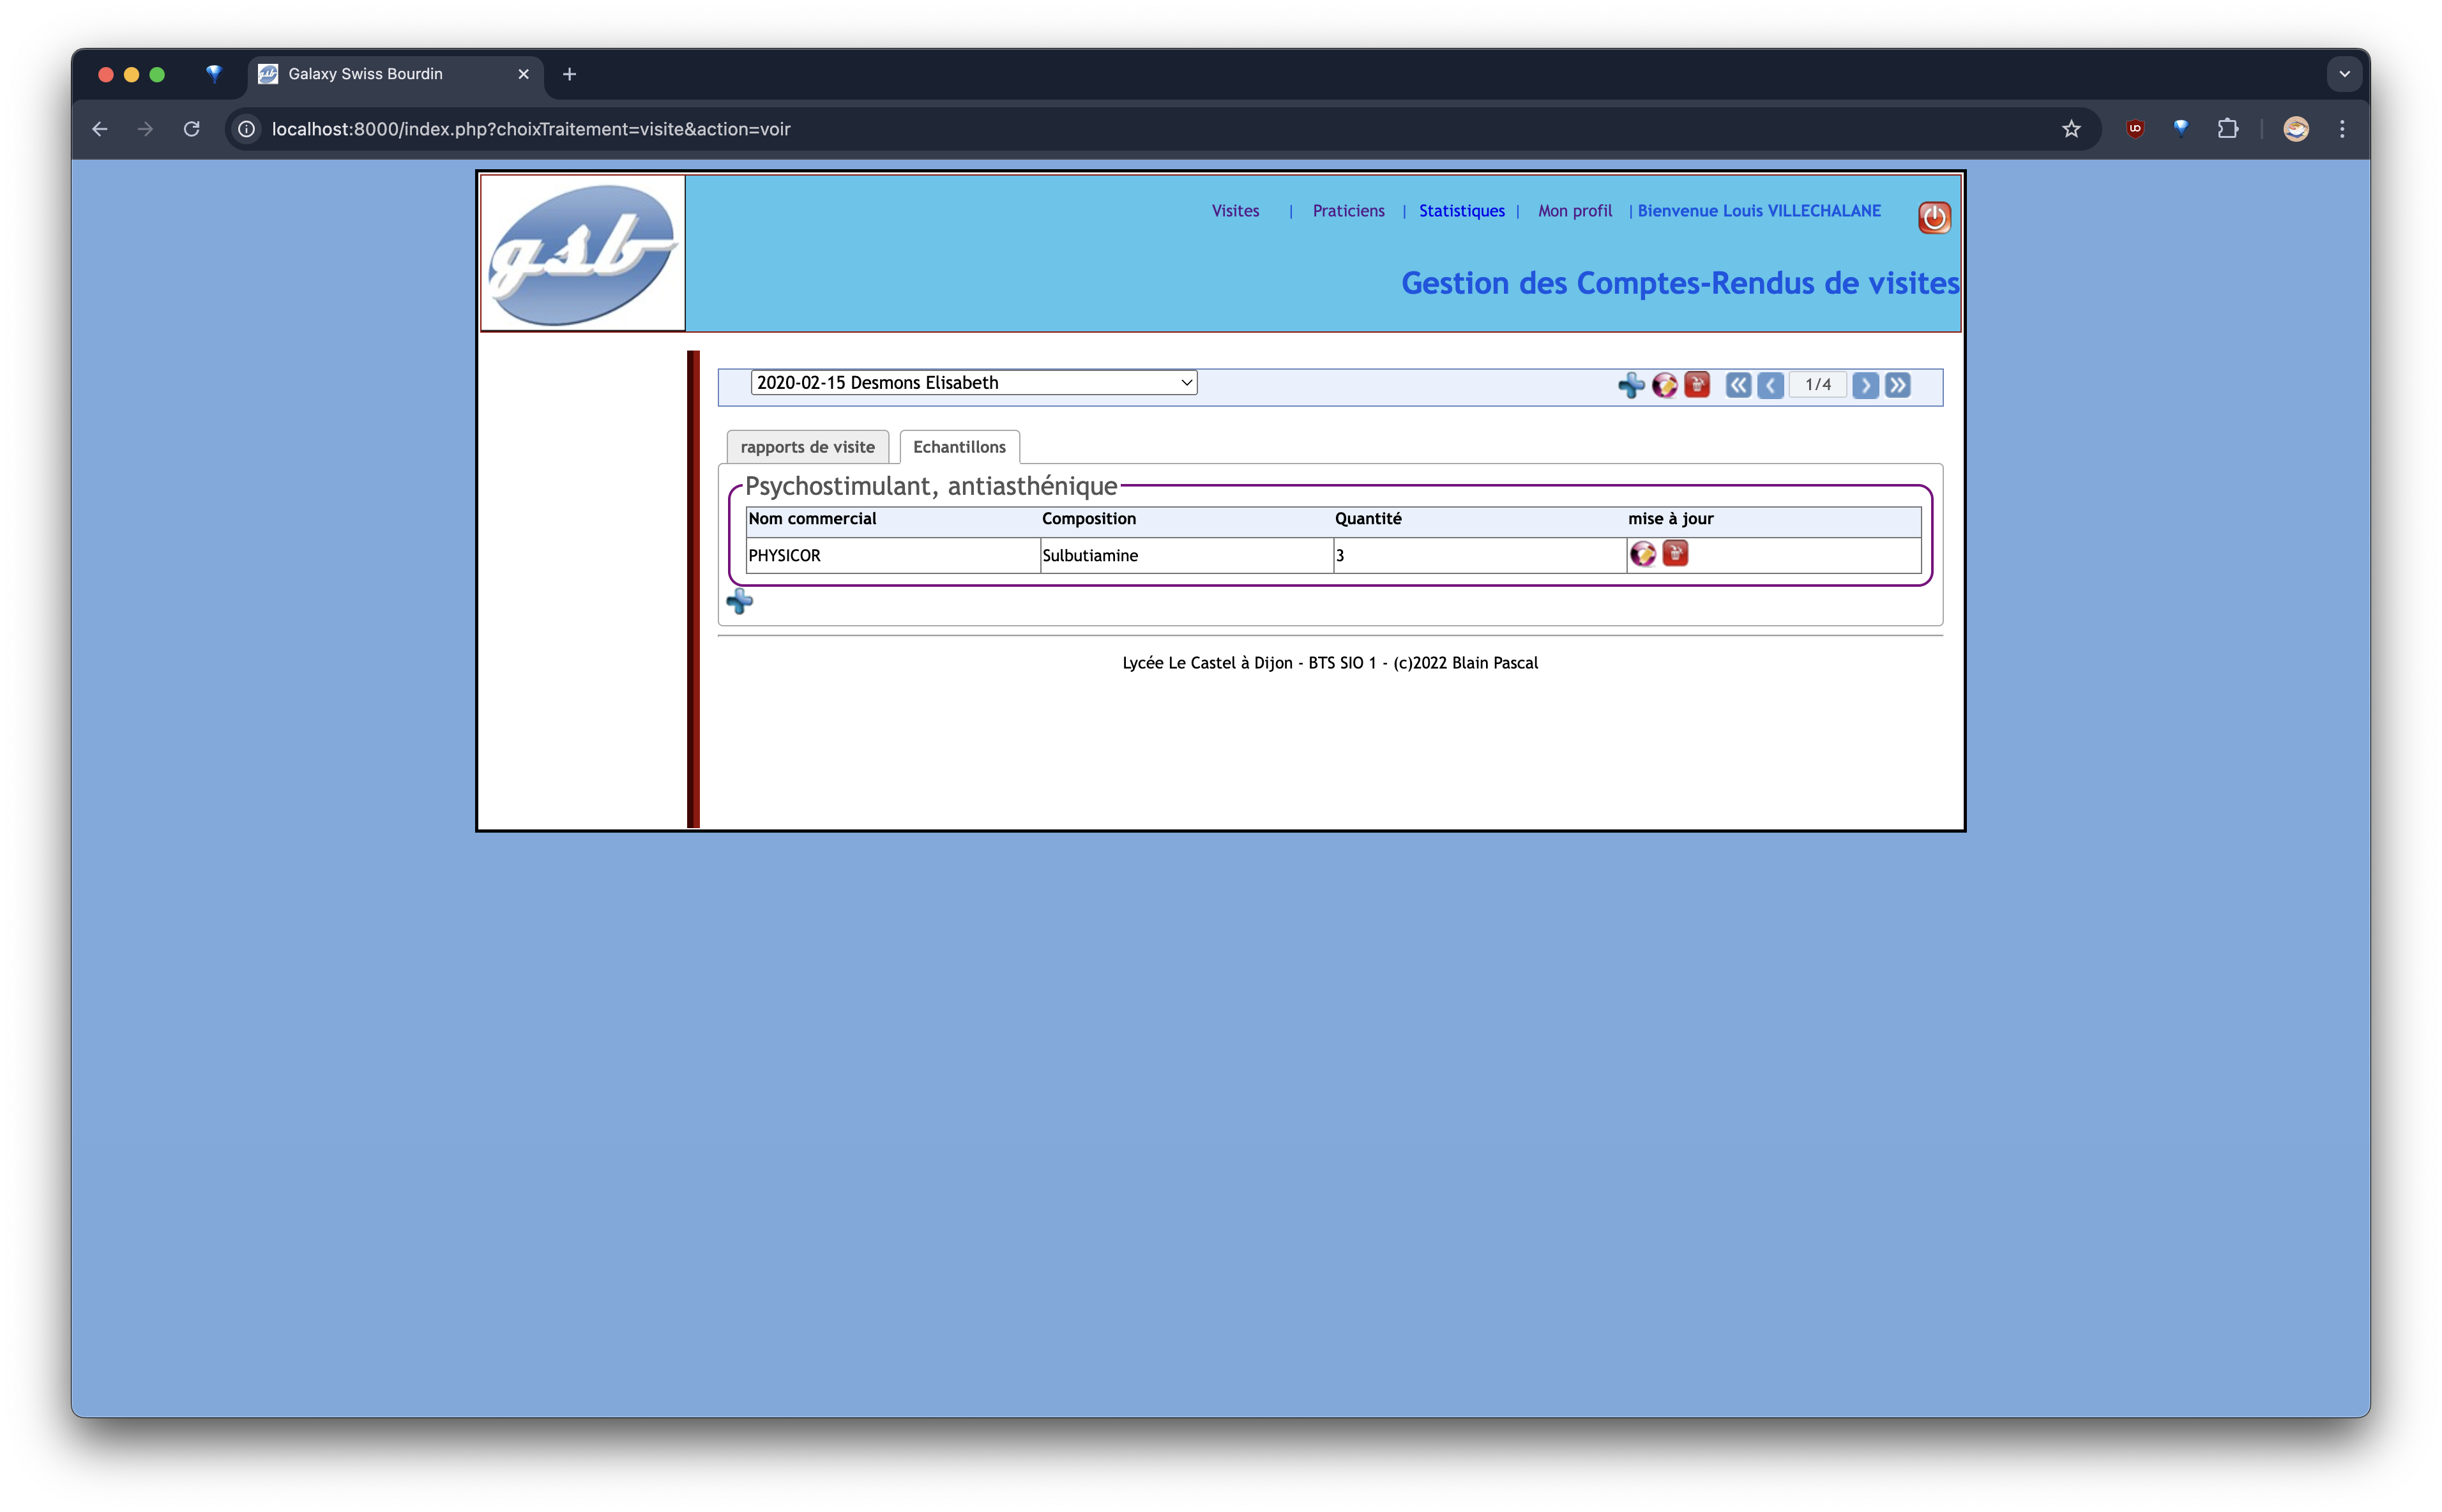 Galaxy Swiss Bourdin
localhost:8000/index.php?choixTraitement=visite&action=voir
gsb
Visites | Praticiens | Statistiques | Mon profil | Bienvenue Louis VILLECHALANE
Gestion des Comptes-Rendus de visites
2020-02-15 Desmons Elisabeth
1/4
rapports de visite Echantillons
Psychostimulant, antiasthénique
Nom commercial Composition Quantité mise à jour
PHYSICOR Sulbutiamine 3
Lycée Le Castel à Dijon - BTS SIO 1 - (c)2022 Blain Pascal